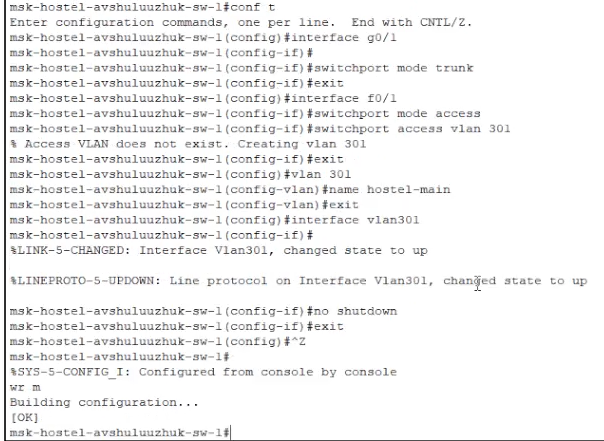 msk-hostel-avshuluuzhuk-sw-1#conf t
Enter configuration commands, one per line.  End with CNTL/Z.
msk-hostel-avshuluuzhuk-sw-1(config)#interface g0/1
msk-hostel-avshuluuzhuk-sw-1(config-if)#
msk-hostel-avshuluuzhuk-sw-1(config-if)#switchport mode trunk
msk-hostel-avshuluuzhuk-sw-1(config-if)#exit
msk-hostel-avshuluuzhuk-sw-1(config)#interface f0/1
msk-hostel-avshuluuzhuk-sw-1(config-if)#switchport mode access
msk-hostel-avshuluuzhuk-sw-1(config-if)#switchport access vlan 301
% Access VLAN does not exist. Creating vlan 301
msk-hostel-avshuluuzhuk-sw-1(config-if)#exit
msk-hostel-avshuluuzhuk-sw-1(config)#vlan 301
msk-hostel-avshuluuzhuk-sw-1(config-vlan)#name hostel-main
msk-hostel-avshuluuzhuk-sw-1(config-vlan)#exit
msk-hostel-avshuluuzhuk-sw-1(config)#interface vlan301
msk-hostel-avshuluuzhuk-sw-1(config-if)#
%LINK-5-CHANGED: Interface Vlan301, changed state to up
%LINEPROTO-5-UPDOWN: Line protocol on Interface Vlan301, changed state to up
msk-hostel-avshuluuzhuk-sw-1(config-if)#no shutdown
msk-hostel-avshuluuzhuk-sw-1(config-if)#exit
msk-hostel-avshuluuzhuk-sw-1(config)#^Z
msk-hostel-avshuluuzhuk-sw-1#
%SYS-5-CONFIG_I: Configured from console by console
wr m
Building configuration...
[OK]
msk-hostel-avshuluuzhuk-sw-1#